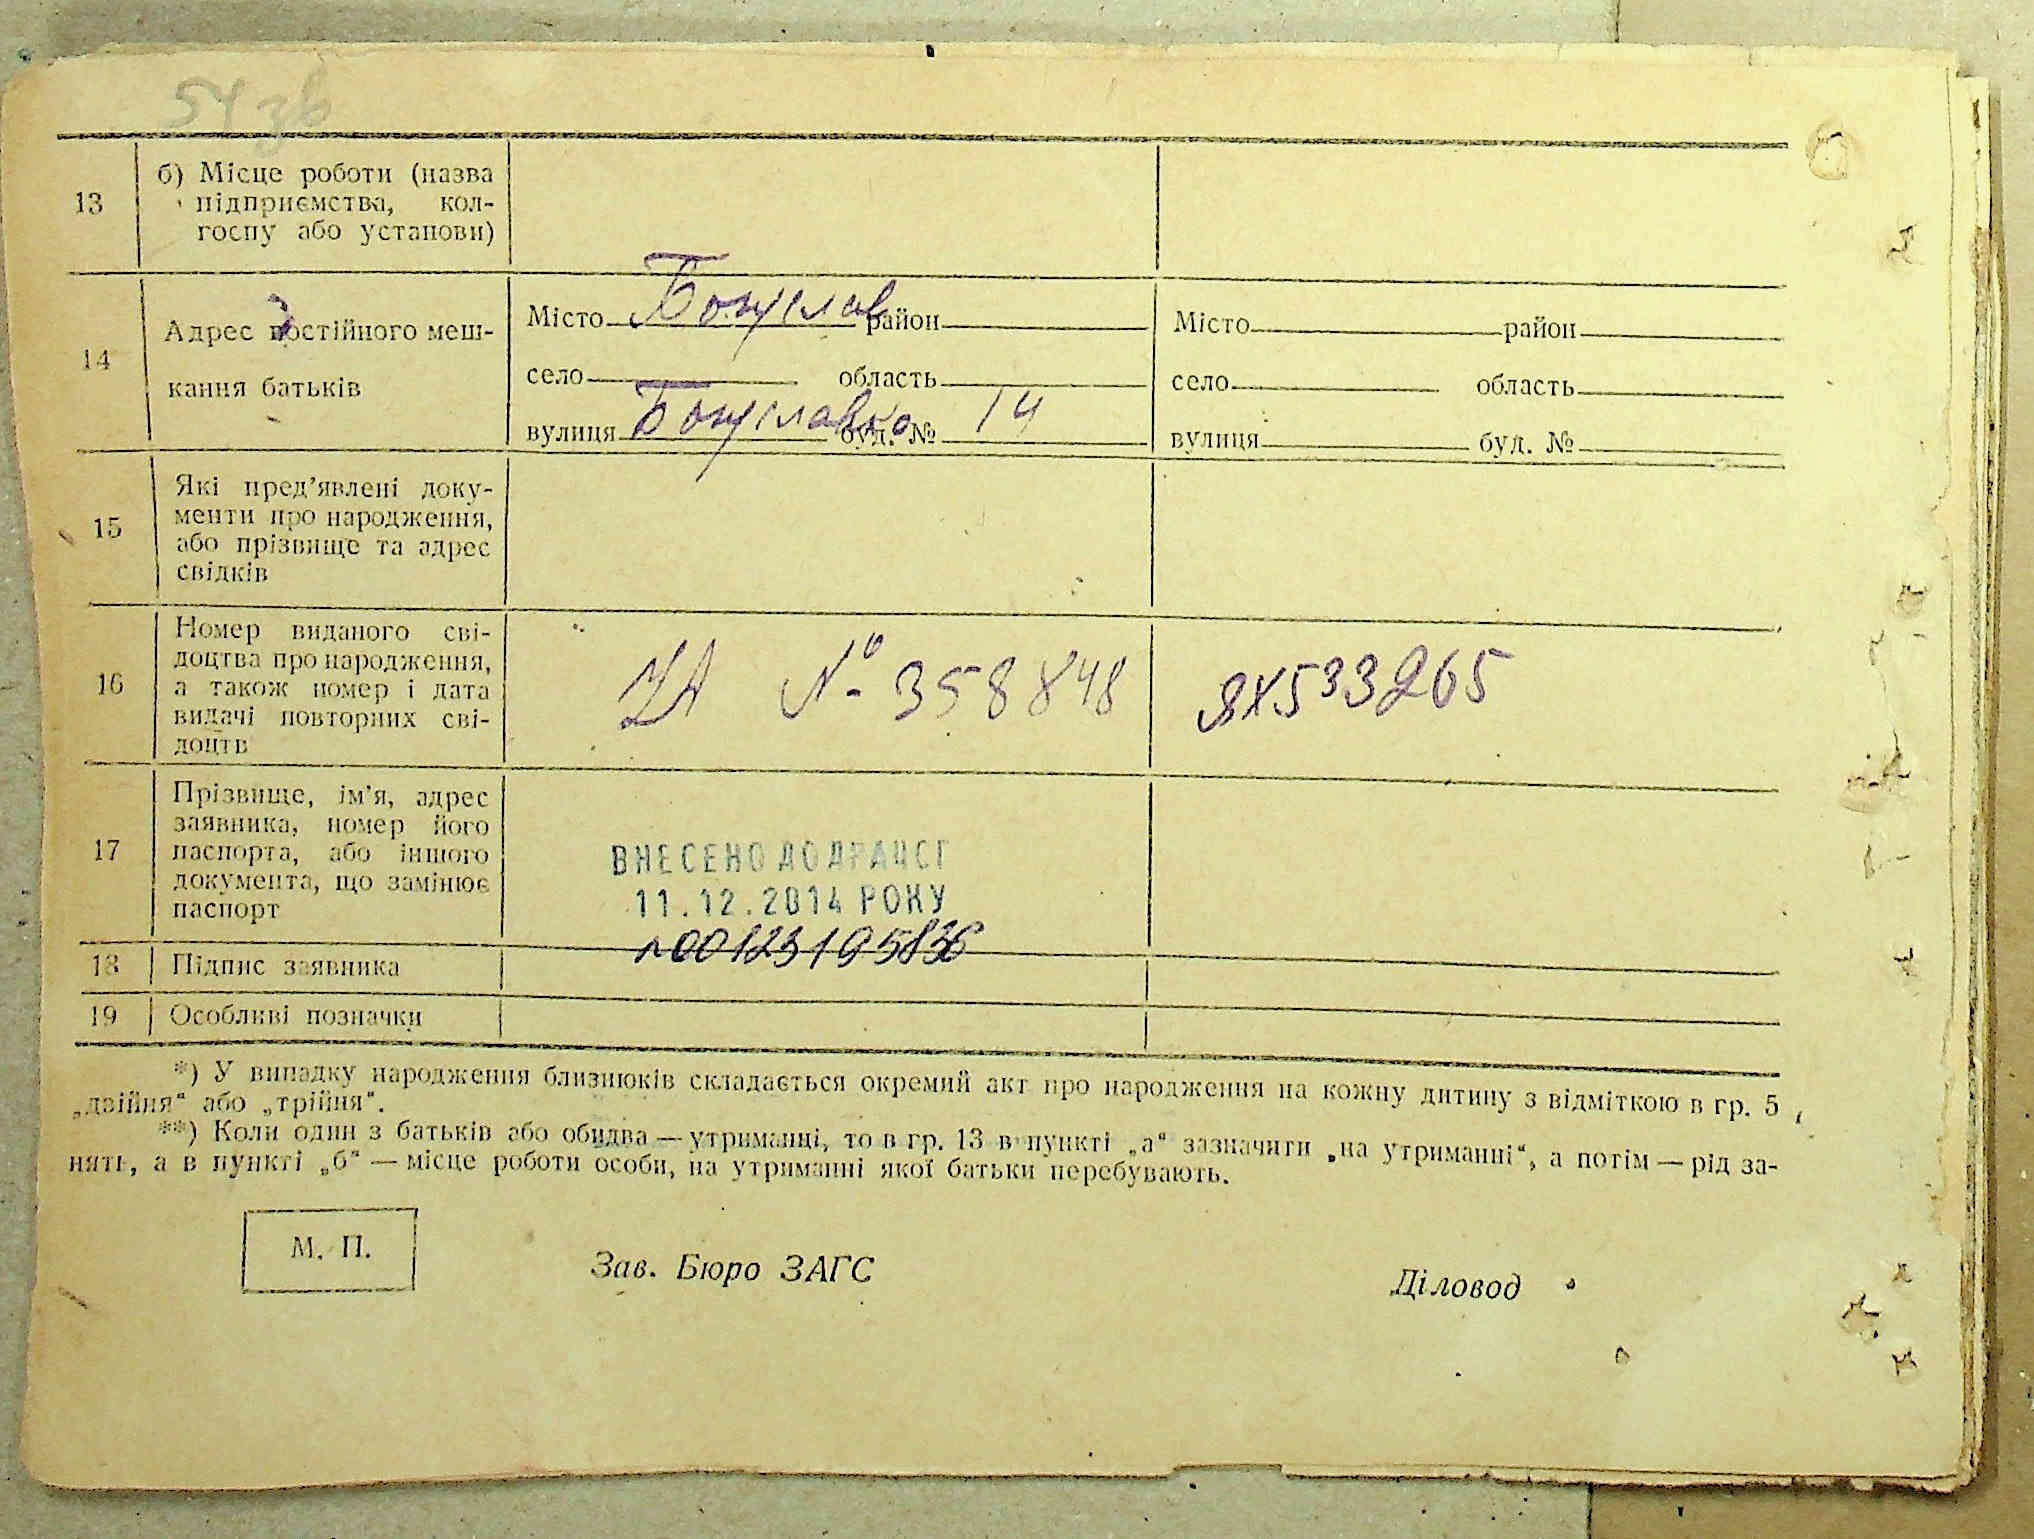 54 зв
13
б) Місце роботи (назва
підприємства, кол-
госпу або установи)
14
Адрес постійного меш-
кання батьків
Місто Богуслав район
село область
вулиця буд. № 14
Місто район
село область
вулиця буд. №
15
Які пред’явлені доку-
менти про народження,
або прізвище та адрес
свідків
16
Номер виданого сві-
доцтва про народження,
а також номер і дата
видачі повторних сві-
доцтв
№ 358848
ЯХ533265
17
Прізвище, ім’я, адрес
заявника, номер його
паспорта, або іншого
документа, що замінює
паспорт
ВНЕСЕНО ДО ДРАЦСГ
11.12.2014 РОКУ
18
Підпис заявника
19
Особливі позначки
*) У випадку народження близнюків складається окремий акт про народження на кожну дитину з відміткою в гр. 5
„двійня“ або „трійня“.
**) Коли один з батьків або обидва — утриманці, то в гр. 13 в пункті „а“ зазначити „на утриманні“, а потім — рід за-
няті, а в пункті „б“ — місце роботи особи, на утриманні якої батьки перебувають.
М. П.
Зав. Бюро ЗАГС
Діловод